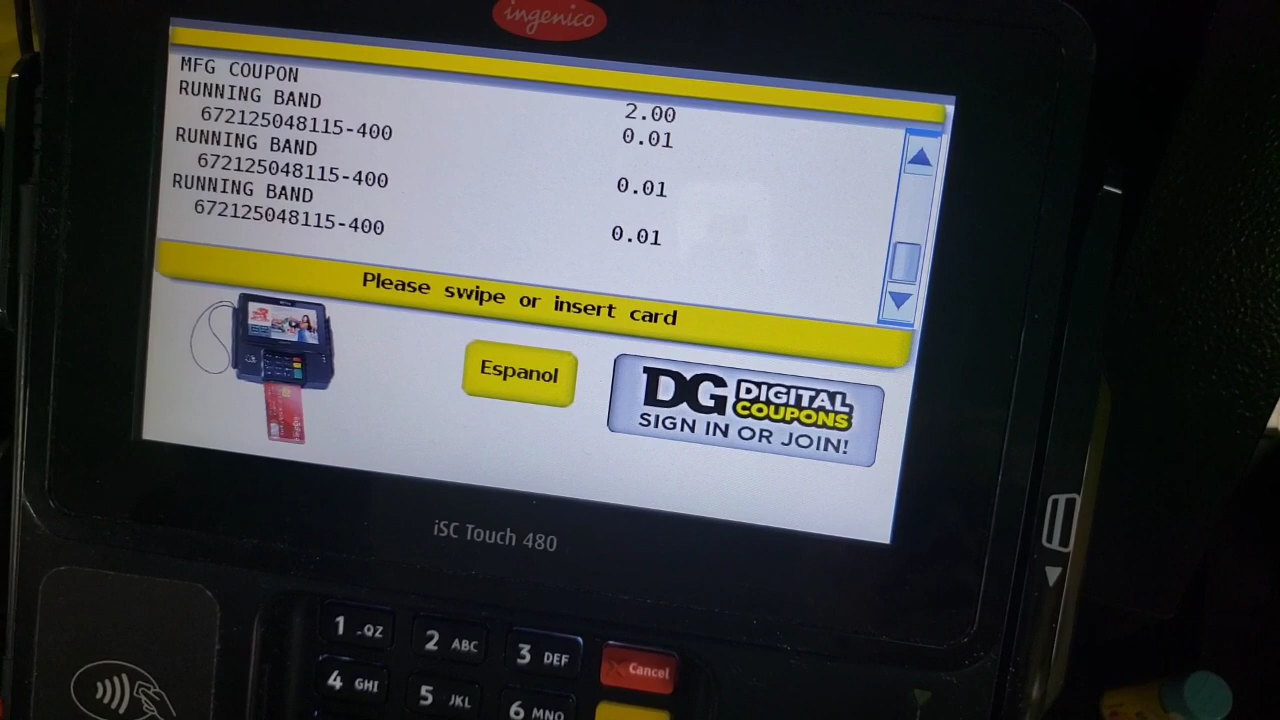 ingenico
MFG COUPON 2.00
RUNNING BAND 0.01
672125048115-400
RUNNING BAND 0.01
672125048115-400
RUNNING BAND 0.01
672125048115-400
Please swipe or insert card
Espanol
DG DIGITAL COUPONS
SIGN IN OR JOIN!
iSC Touch 480
1 -QZ 2 ABC 3 DEF Cancel
4 GHI 5 JKL 6 MNO